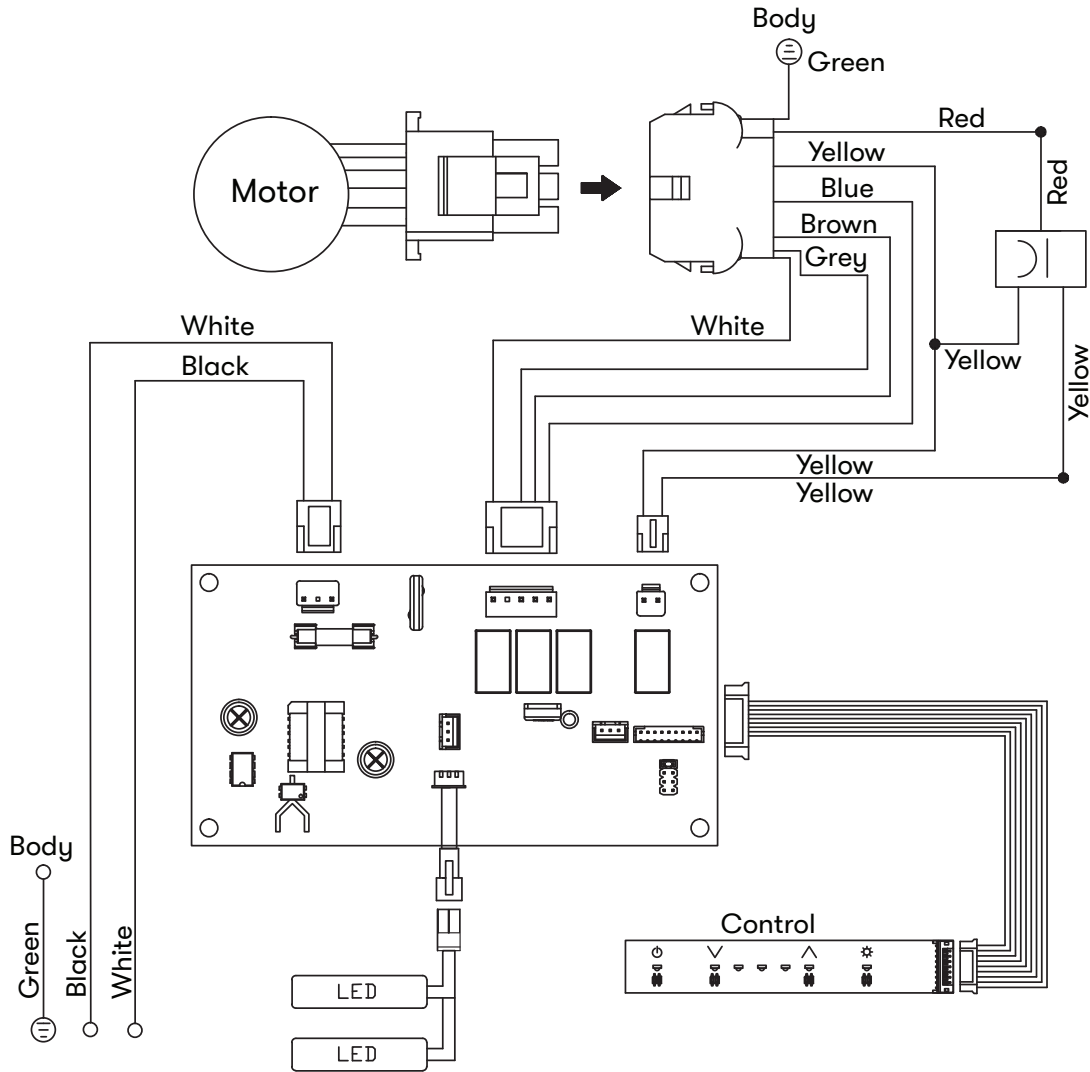 Body
Green
Red
Yellow
Red
Motor
Blue
Brown
Grey
White
White
Yellow
Black
Yellow
Yellow
Yellow
Body
Control
Green
Black
White
LED
LED